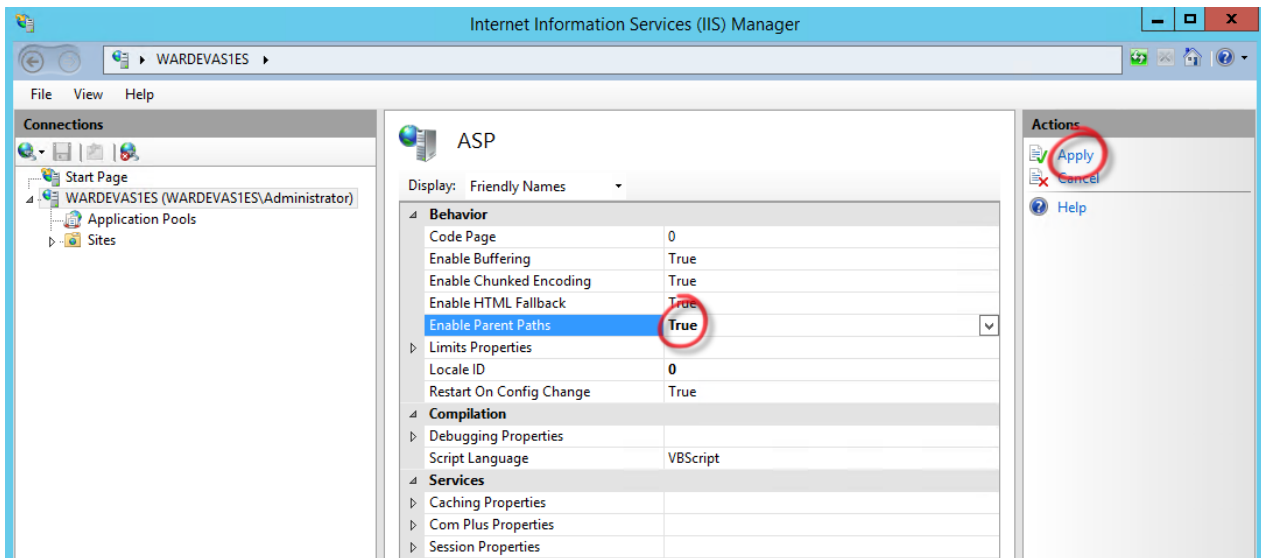 Internet Information Services (IIS) Manager
WARDEVAS1ES
File View Help
Connections
Start Page
WARDEVAS1ES (WARDEVAS1ES\Administrator)
Application Pools
Sites
ASP
Display: Friendly Names
Behavior
Code Page 0
Enable Buffering True
Enable Chunked Encoding True
Enable HTML Fallback True
Enable Parent Paths True
Limits Properties
Locale ID 0
Restart On Config Change True
Compilation
Debugging Properties
Script Language VBScript
Services
Caching Properties
Com Plus Properties
Session Properties
Actions
Apply
Cancel
Help